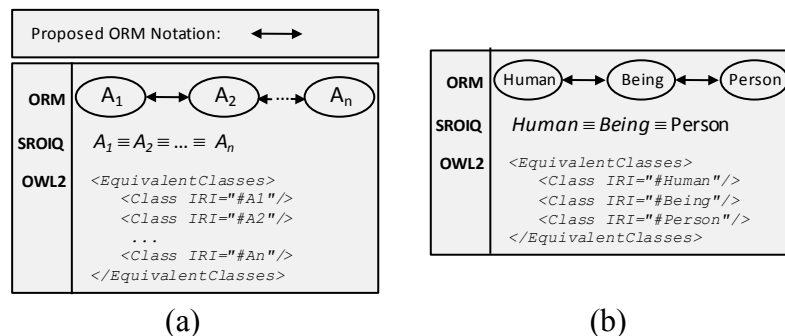 Proposed ORM Notation:
ORM
A1 A2 ... An
SROIQ
A1 ≡ A2 ≡ ... ≡ An
OWL2
<EquivalentClasses>
<Class IRI="#A1"/>
<Class IRI="#A2"/>
...
<Class IRI="#An"/>
</EquivalentClasses>
(a)
ORM
Human Being Person
SROIQ
Human ≡ Being ≡ Person
OWL2
<EquivalentClasses>
<Class IRI="#Human"/>
<Class IRI="#Being"/>
<Class IRI="#Person"/>
</EquivalentClasses>
(b)